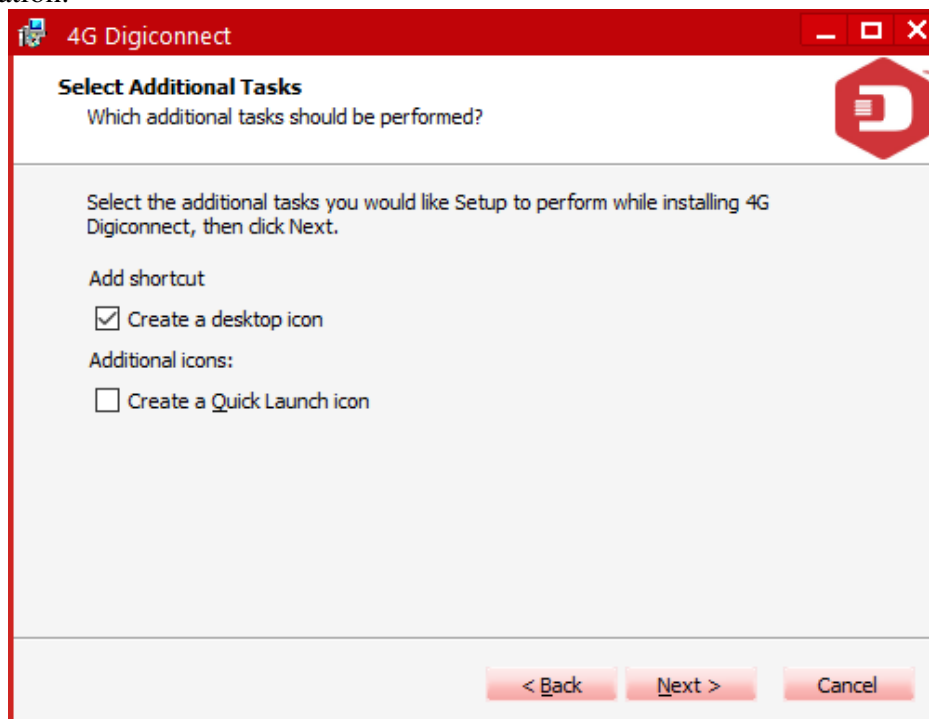 ation.
4G Digiconnect
Select Additional Tasks
Which additional tasks should be performed?
Select the additional tasks you would like Setup to perform while installing 4G
Digiconnect, then click Next.
Add shortcut
Create a desktop icon
Additional icons:
Create a Quick Launch icon
< Back Next > Cancel